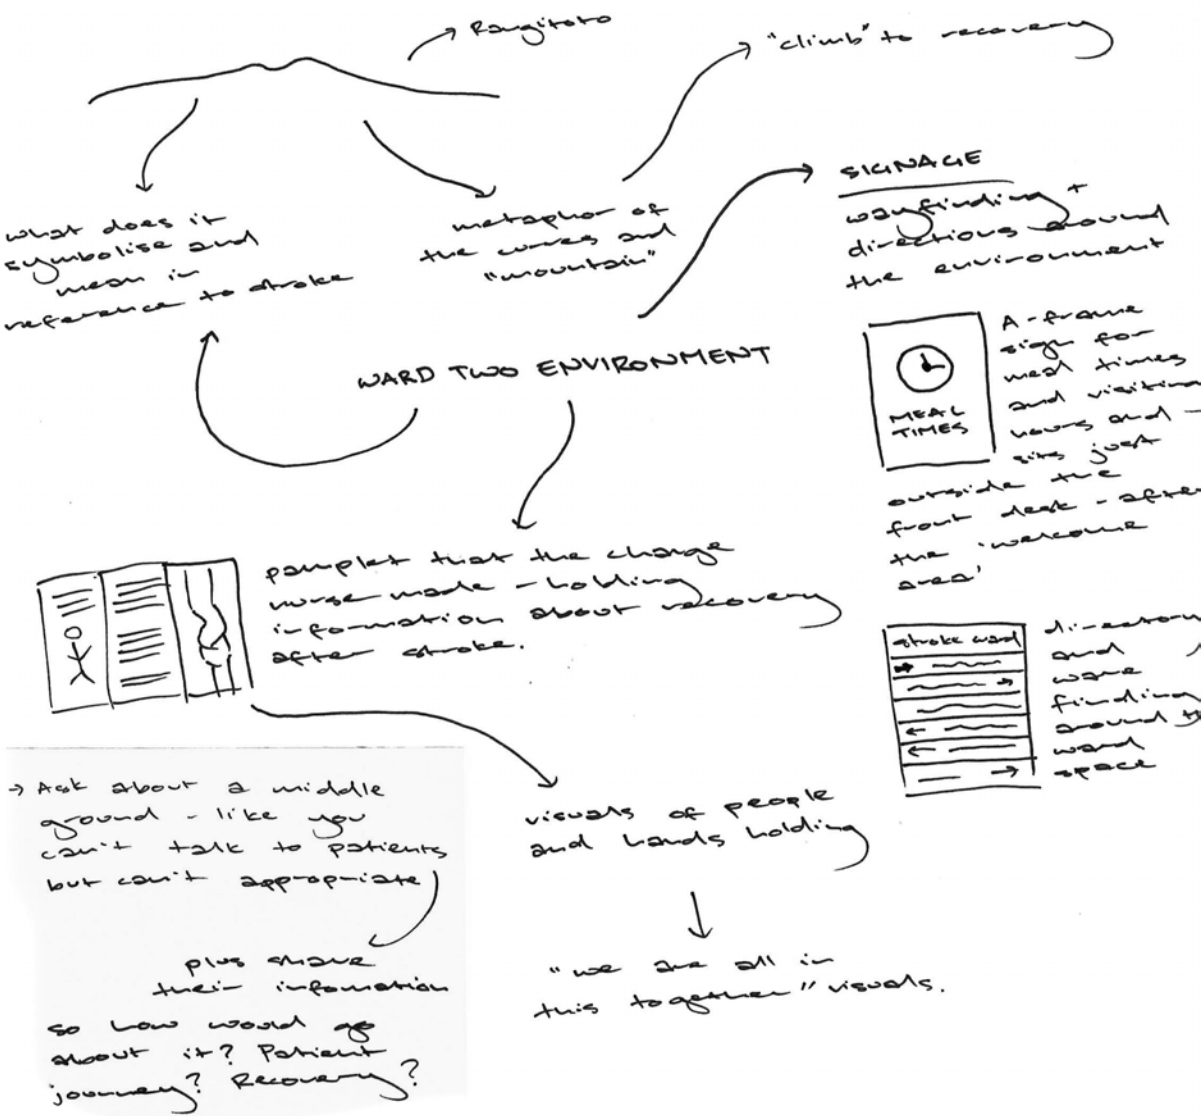 Rangitoto
"climb" to recovery
what does it
symbolise and
mean in
reference to stroke
metaphor of
the curves and
"mountain"
SIGNAGE
wayfinding +
directions around
the environment
WARD TWO ENVIRONMENT
MEAL
TIMES
A-frame
sign for
meal times
and visiting
hours and -
sits just
outside the
front desk - after
the 'welcome
area'
pamplet that the change
nurse made - holding
information about recovery
after stroke.
stroke ward
directory
and
wave
finding
around the
ward
space
→ Ask about a middle
ground - like you
can't talk to patients
but can't appropriate
plus share
their infomation
so how would go
about it? Patient
journey? Recovery?
visuals of people
and hands holding
"we are all in
this together" visuals.